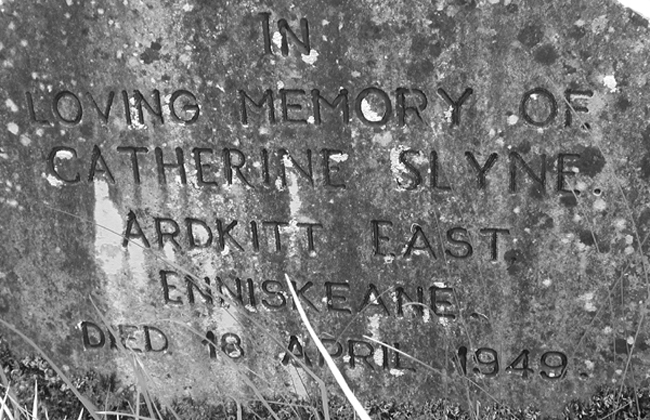 IN
LOVING MEMORY OF
CATHERINE SLYNE.
ARDKITT EAST.
ENNISKEANE.
DIED 18 APRIL 1949.